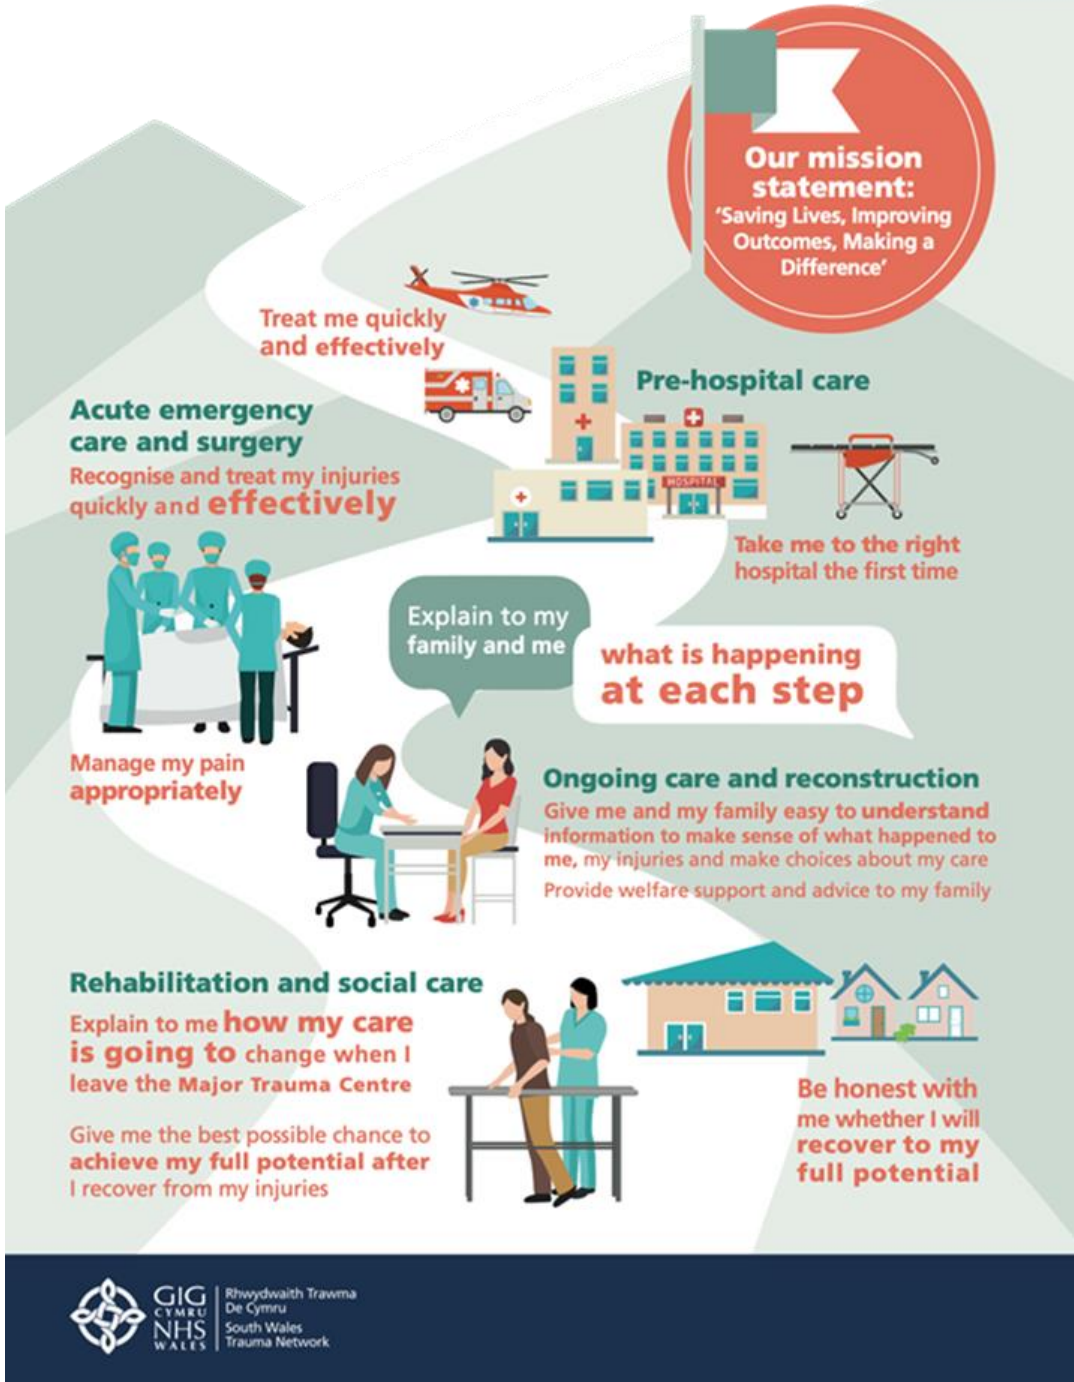 Our mission
statement:
'Saving Lives, Improving
Outcomes, Making a
Difference'
Treat me quickly
and effectively
Pre-hospital care
Acute emergency
care and surgery
Recognise and treat my injuries
quickly and effectively
HOSPITAL
Take me to the right
hospital the first time
Explain to my
family and me
what is happening
at each step
Manage my pain
appropriately
Ongoing care and reconstruction
Give me and my family easy to understand
information to make sense of what happened to
me, my injuries and make choices about my care
Provide welfare support and advice to my family
Rehabilitation and social care
Explain to me how my care
is going to change when I
leave the Major Trauma Centre
Give me the best possible chance to
achieve my full potential after
I recover from my injuries
Be honest with
me whether I will
recover to my
full potential
GIG
CYMRU
NHS
WALES
Rhwydwaith Trawma
De Cymru
South Wales
Trauma Network